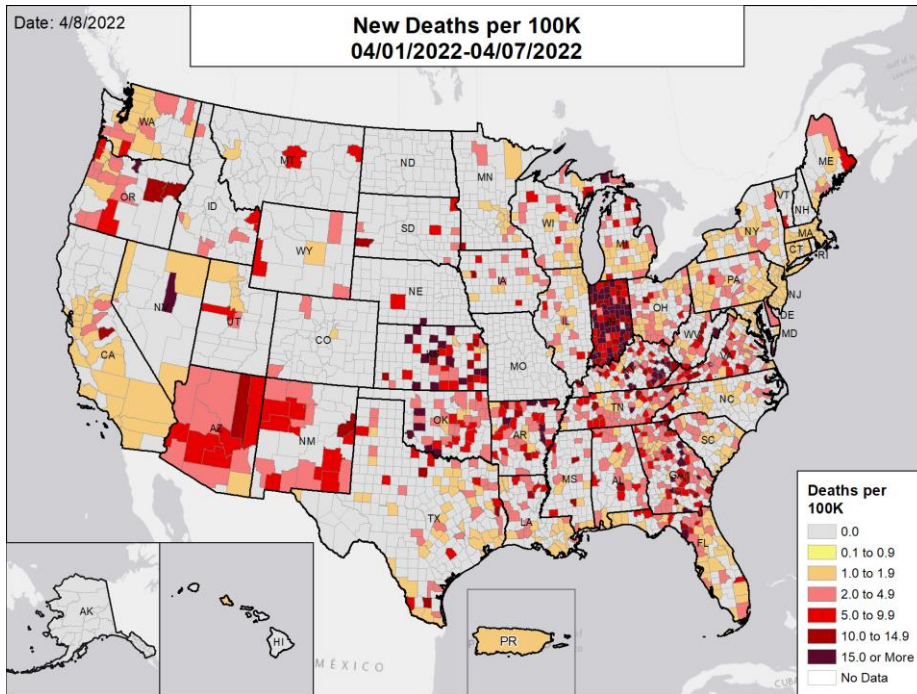 Date: 4/8/2022
New Deaths per 100K
04/01/2022-04/07/2022
WA
MT
ND
MN
ME
OR
ID
SD
WI
MI
VT
NH
NY
MA
CT
RI
WY
IA
NE
PA
NJ
NV
UT
CO
IL
OH
DE
MD
CA
MO
WV
VA
KY
AZ
NM
OK
AR
TN
NC
SC
MS
AL
GA
TX
LA
FL
AK
HI
PR
MÉXICO
Deaths per
100K
0.0
0.1 to 0.9
1.0 to 1.9
2.0 to 4.9
5.0 to 9.9
10.0 to 14.9
15.0 or More
No Data